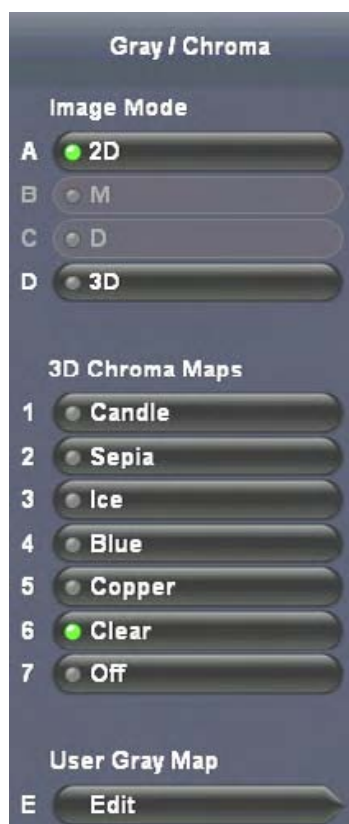 Gray / Chroma
Image Mode
A 2D
B M
C D
D 3D
3D Chroma Maps
1 Candle
2 Sepia
3 Ice
4 Blue
5 Copper
6 Clear
7 Off
User Gray Map
E Edit